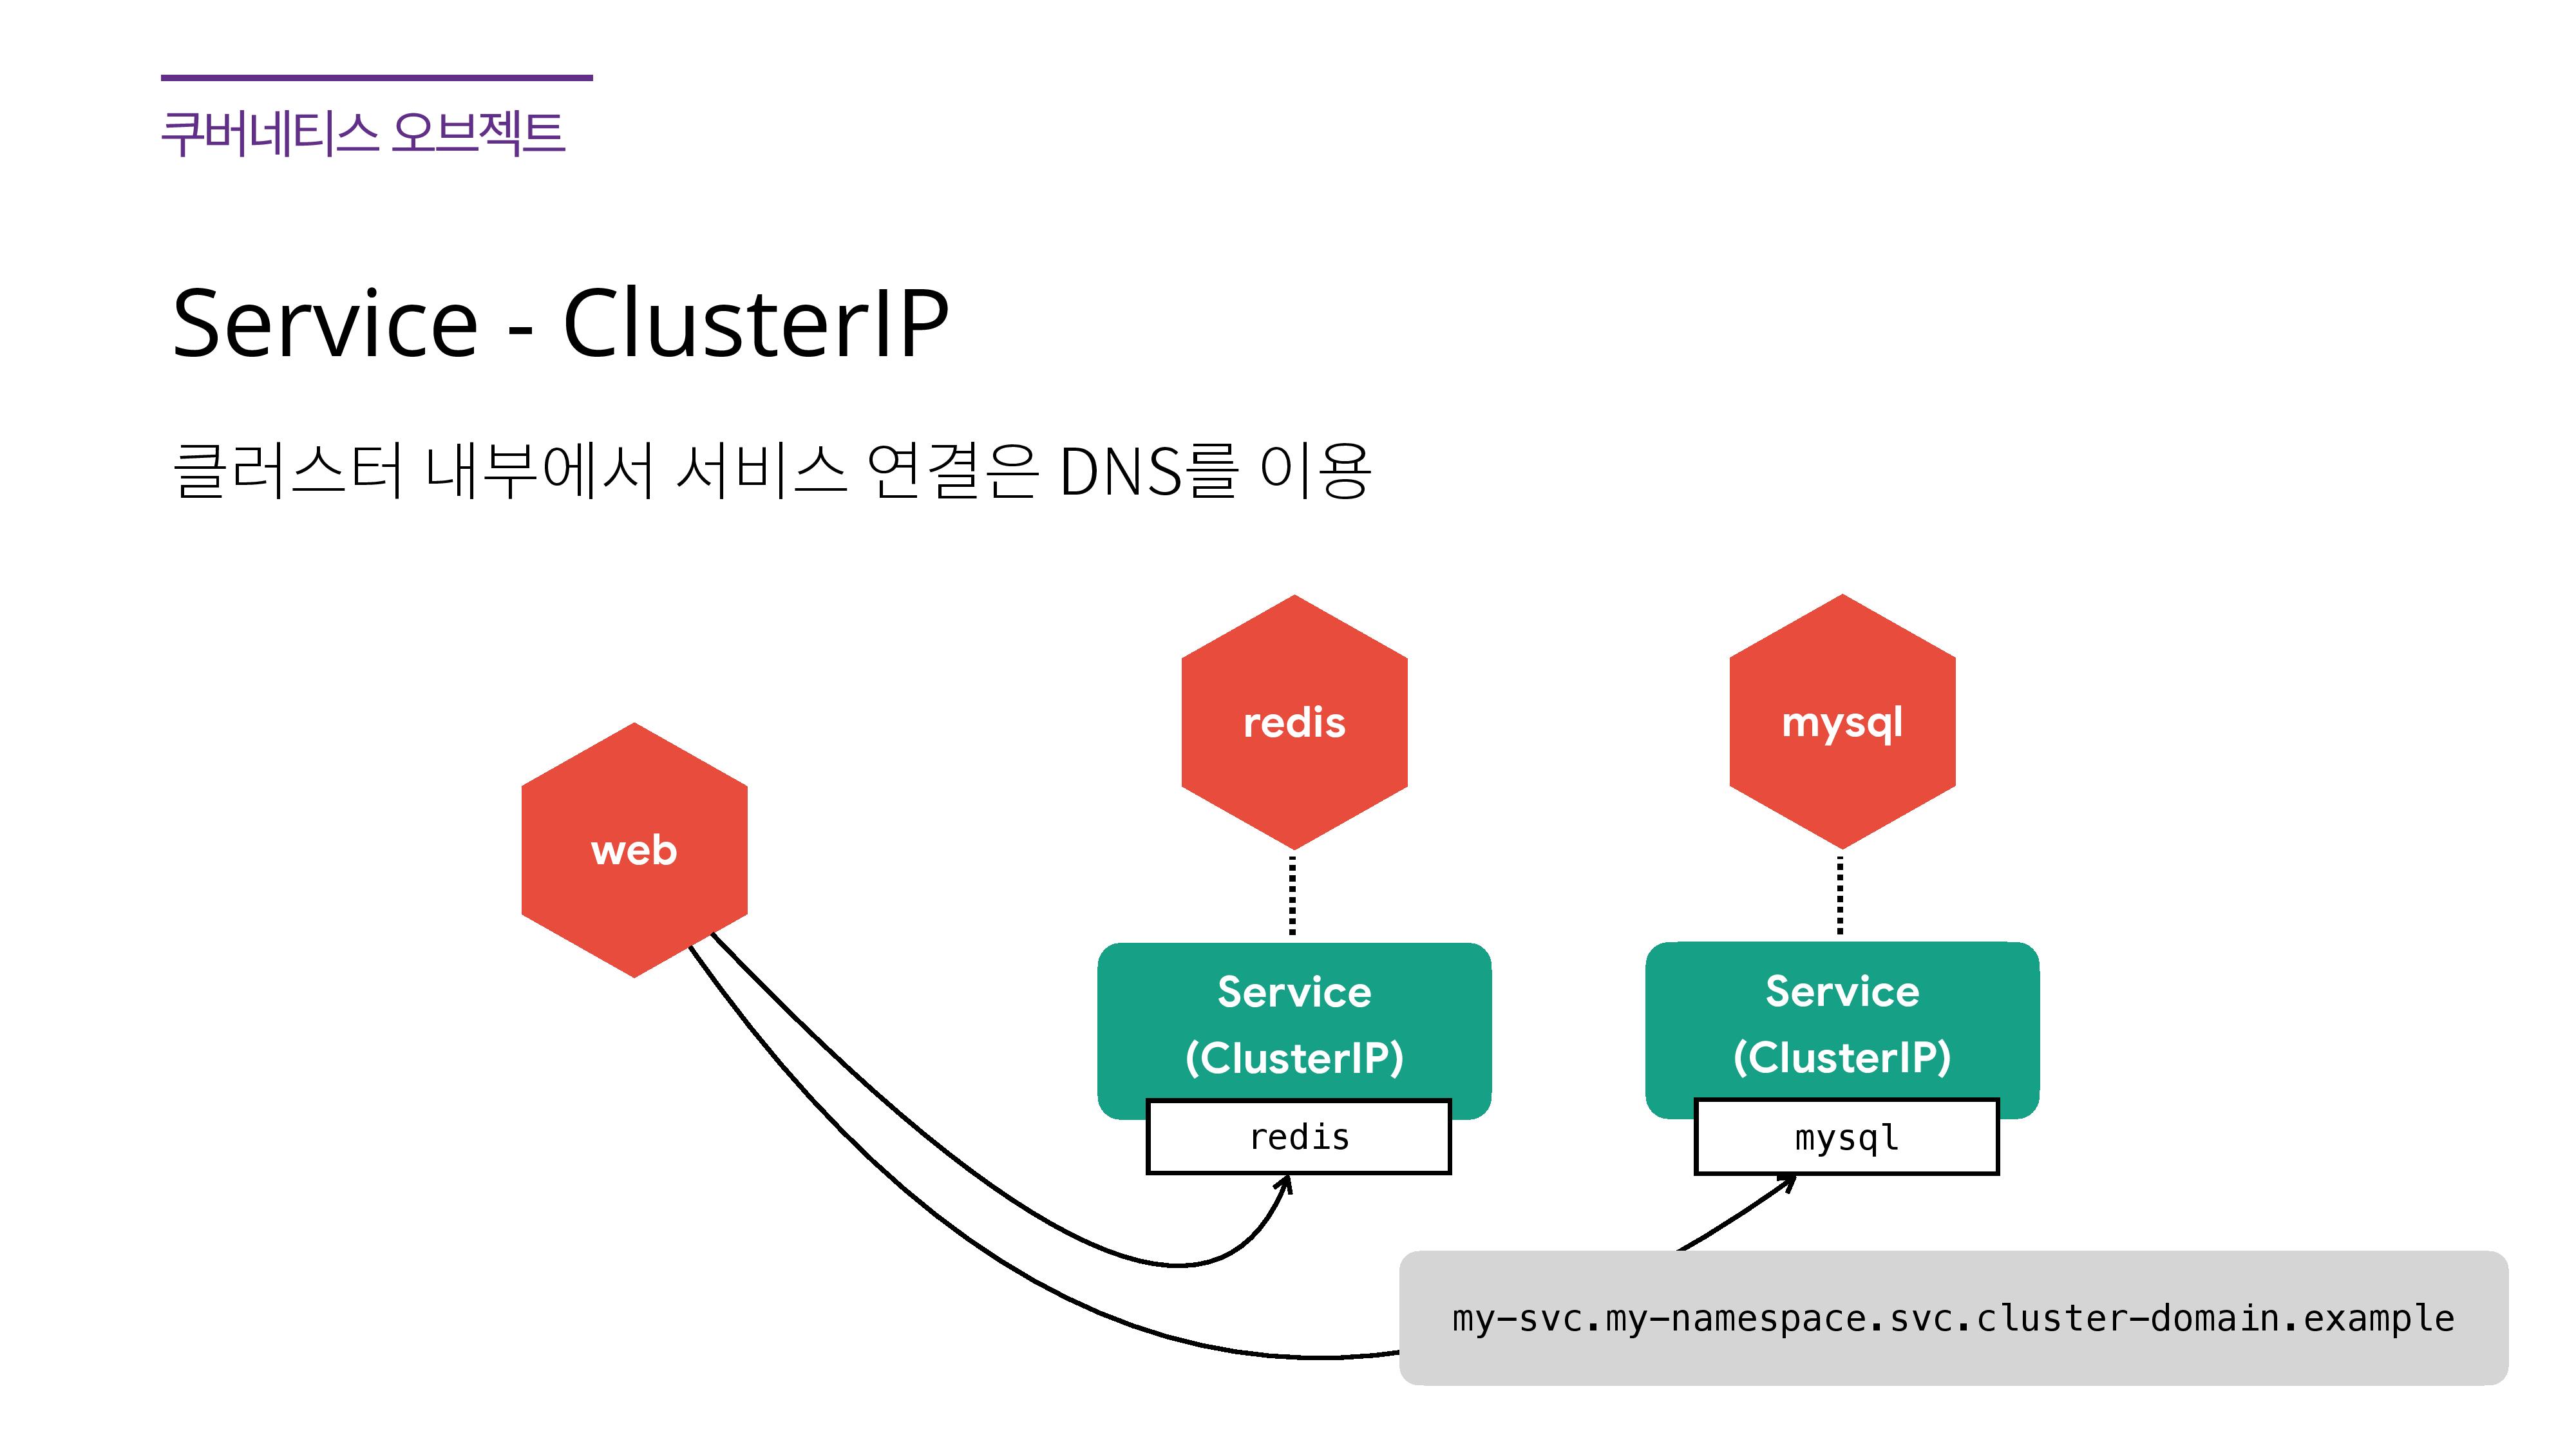 쿠버네티스 오브젝트
Service - ClusterIP
클러스터 내부에서 서비스 연결은 DNS를 이용
redis
mysql
web
Service
(ClusterIP)
redis
Service
(ClusterIP)
mysql
my-svc.my-namespace.svc.cluster-domain.example